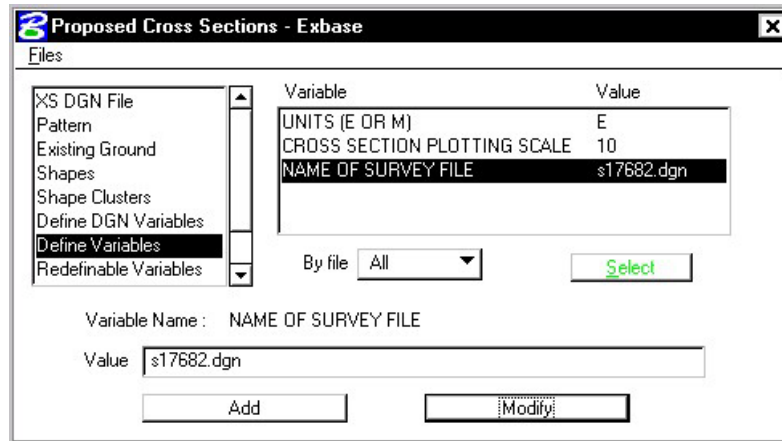 Proposed Cross Sections - Exbase
Files
XS DGN File
Pattern
Existing Ground
Shapes
Shape Clusters
Define DGN Variables
Define Variables
Redefinable Variables
Variable Value
UNITS (E OR M) E
CROSS SECTION PLOTTING SCALE 10
NAME OF SURVEY FILE s17682.dgn
By file All Select
Variable Name : NAME OF SURVEY FILE
Value s17682.dgn
Add Modify